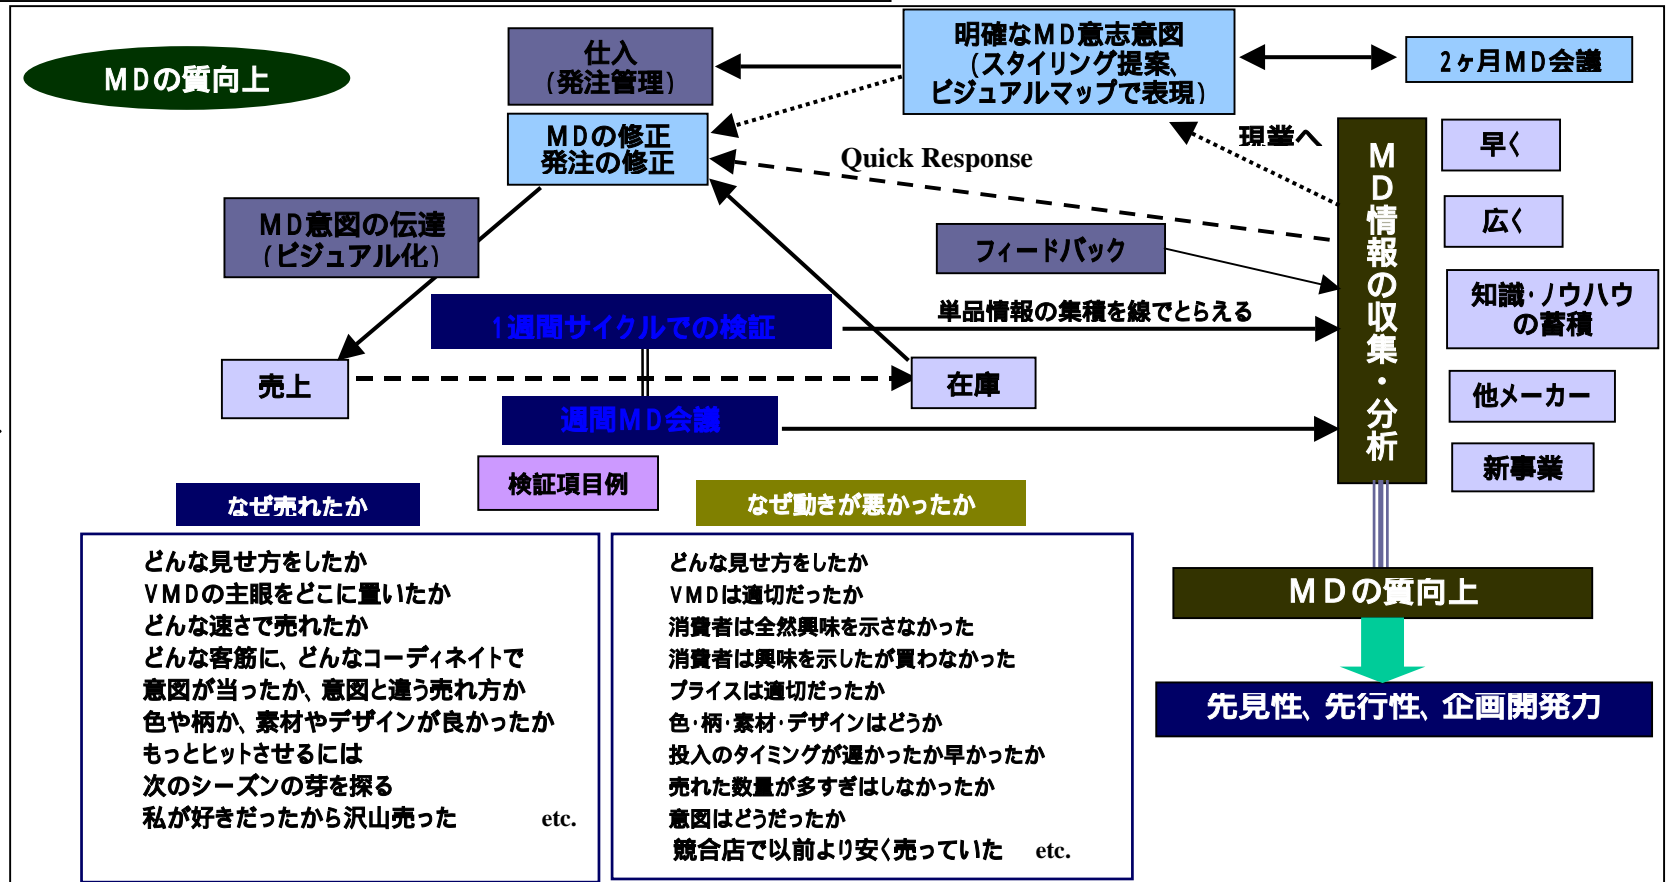 MDの質向上
仕入
(発注管理)
明確なMD意志意図
(スタイリング提案、
ビジュアルマップで表現)
2ヶ月MD会議
MDの修正
発注の修正
Quick Response
現業へ
MD情報の収集・分析
早く
広く
知識・ノウハウ
の蓄積
他メーカー
新事業
MD意図の伝達
(ビジュアル化)
フィードバック
1週間サイクルでの検証
単品情報の集積を線でとらえる
売上
在庫
週間MD会議
検証項目例
なぜ売れたか
どんな見せ方をしたか
VMDの主眼をどこに置いたか
どんな速さで売れたか
どんな客筋に、どんなコーディネイトで
意図が当ったか、意図と違う売れ方か
色や柄か、素材やデザインが良かったか
もっとヒットさせるには
次のシーズンの芽を探る
私が好きだったから沢山売った etc.
なぜ動きが悪かったか
どんな見せ方をしたか
VMDは適切だったか
消費者は全然興味を示さなかった
消費者は興味を示したが買わなかった
プライスは適切だったか
色・柄・素材・デザインはどうか
投入のタイミングが遅かったか早かったか
売れた数量が多すぎはしなかったか
意図はどうだったか
競合店で以前より安く売っていた etc.
MDの質向上
先見性、先行性、企画開発力